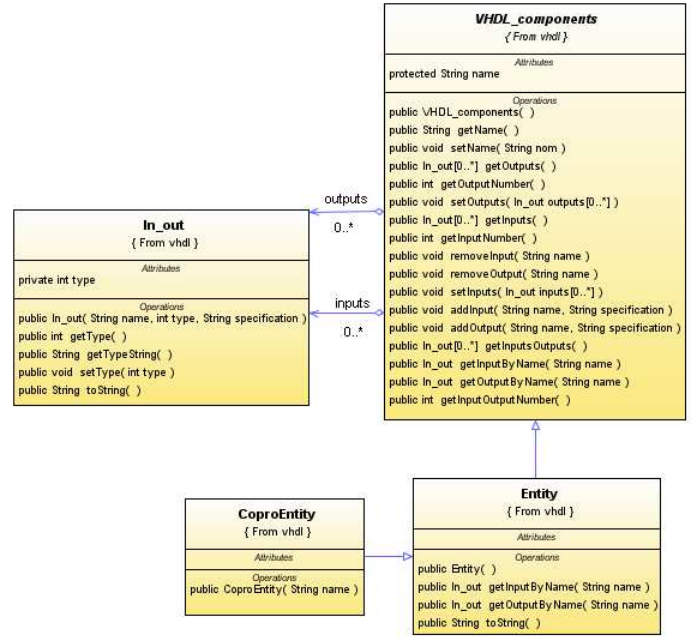 VHDL_components
{ From vhdl }
Attributes
protected String name
Operations
public VHDL_components( )
public String getName( )
public void setName( String nom )
public In_out[0..*] getOutputs( )
public int getOutputNumber( )
public void setOutputs( In_out outputs[0..*] )
public In_out[0..*] getInputs( )
public int getInputNumber( )
public void removeInput( String name )
public void removeOutput( String name )
public void setInputs( In_out inputs[0..*] )
public void addInput( String name, String specification )
public void addOutput( String name, String specification )
public In_out[0..*] getInputsOutputs( )
public In_out getInputByName( String name )
public In_out getOutputByName( String name )
public int getInputOutputNumber( )
outputs
0..*
inputs
0..*
In_out
{ From vhdl }
Attributes
private int type
Operations
public In_out( String name, int type, String specification )
public int getType( )
public String getTypeString( )
public void setType( int type )
public String toString( )
CoproEntity
{ From vhdl }
Attributes
Operations
public CoproEntity( String name )
Entity
{ From vhdl }
Attributes
Operations
public Entity( )
public In_out getInputByName( String name )
public In_out getOutputByName( String name )
public String toString( )